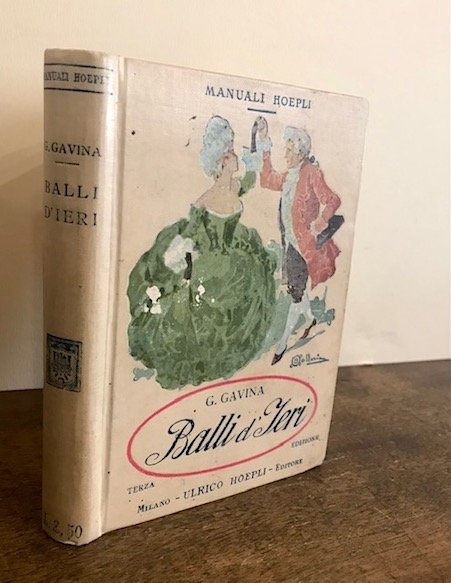 MANUALI HOEPLI
G. GAVINA
BALLI
D'IERI
L. 2,50
MANUALI HOEPLI
G. GAVINA
Balli d'Ieri
TERZA EDIZIONE
MILANO - ULRICO HOEPLI - EDITORE